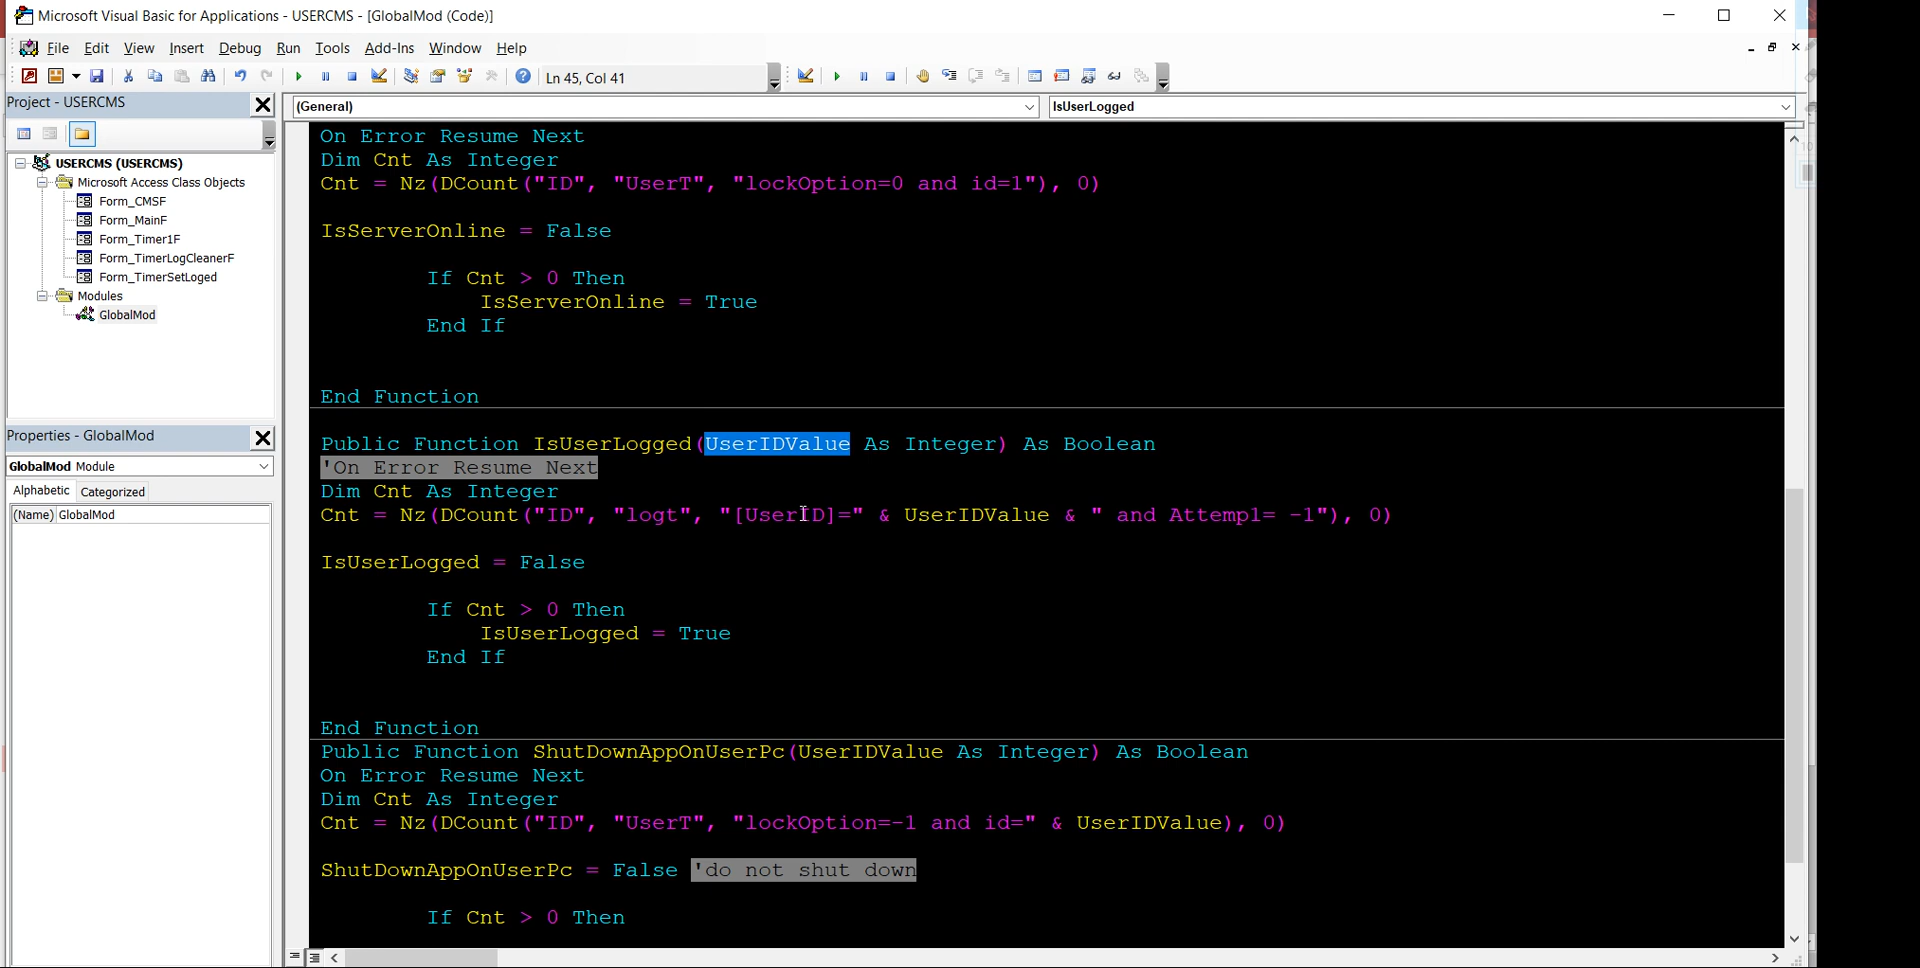 Microsoft Visual Basic for Applications - USERCMS - [GlobalMod (Code)]
File Edit View Insert Debug Run Tools Add-Ins Window Help
Ln 45, Col 41
Project - USERCMS
(General)
IsUserLogged
USERCMS (USERCMS)
Microsoft Access Class Objects
Form_CMSF
Form_MainF
Form_Timer1F
Form_TimerLogCleanerF
Form_TimerSetLoged
Modules
GlobalMod
Properties - GlobalMod
GlobalMod Module
Alphabetic Categorized
(Name) GlobalMod
On Error Resume Next
Dim Cnt As Integer
Cnt = Nz(DCount("ID", "UserT", "lockOption=0 and id=1"), 0)
IsServerOnline = False
If Cnt > 0 Then
IsServerOnline = True
End If
End Function
Public Function IsUserLogged(UserIDValue As Integer) As Boolean
'On Error Resume Next
Dim Cnt As Integer
Cnt = Nz(DCount("ID", "logt", "[UserID]=" & UserIDValue & " and Attemp1= -1"), 0)
IsUserLogged = False
If Cnt > 0 Then
IsUserLogged = True
End If
End Function
Public Function ShutDownAppOnUserPc(UserIDValue As Integer) As Boolean
On Error Resume Next
Dim Cnt As Integer
Cnt = Nz(DCount("ID", "UserT", "lockOption=-1 and id=" & UserIDValue), 0)
ShutDownAppOnUserPc = False 'do not shut down
If Cnt > 0 Then